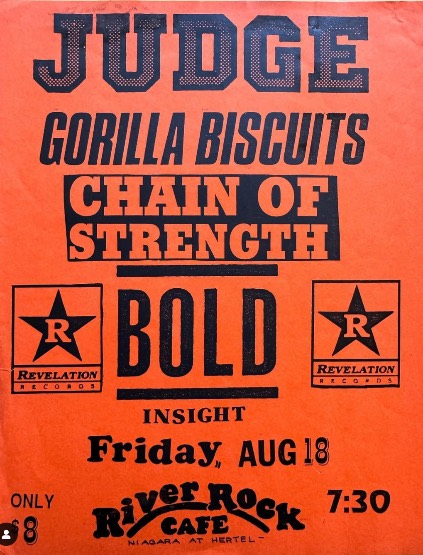 JUDGE
GORILLA BISCUITS
CHAIN OF
STRENGTH
BOLD
R
REVELATION
RECORDS
R
REVELATION
RECORDS
INSIGHT
Friday, AUG 18
ONLY
$8
River Rock
CAFE
NIAGARA AT HERTEL-
7:30